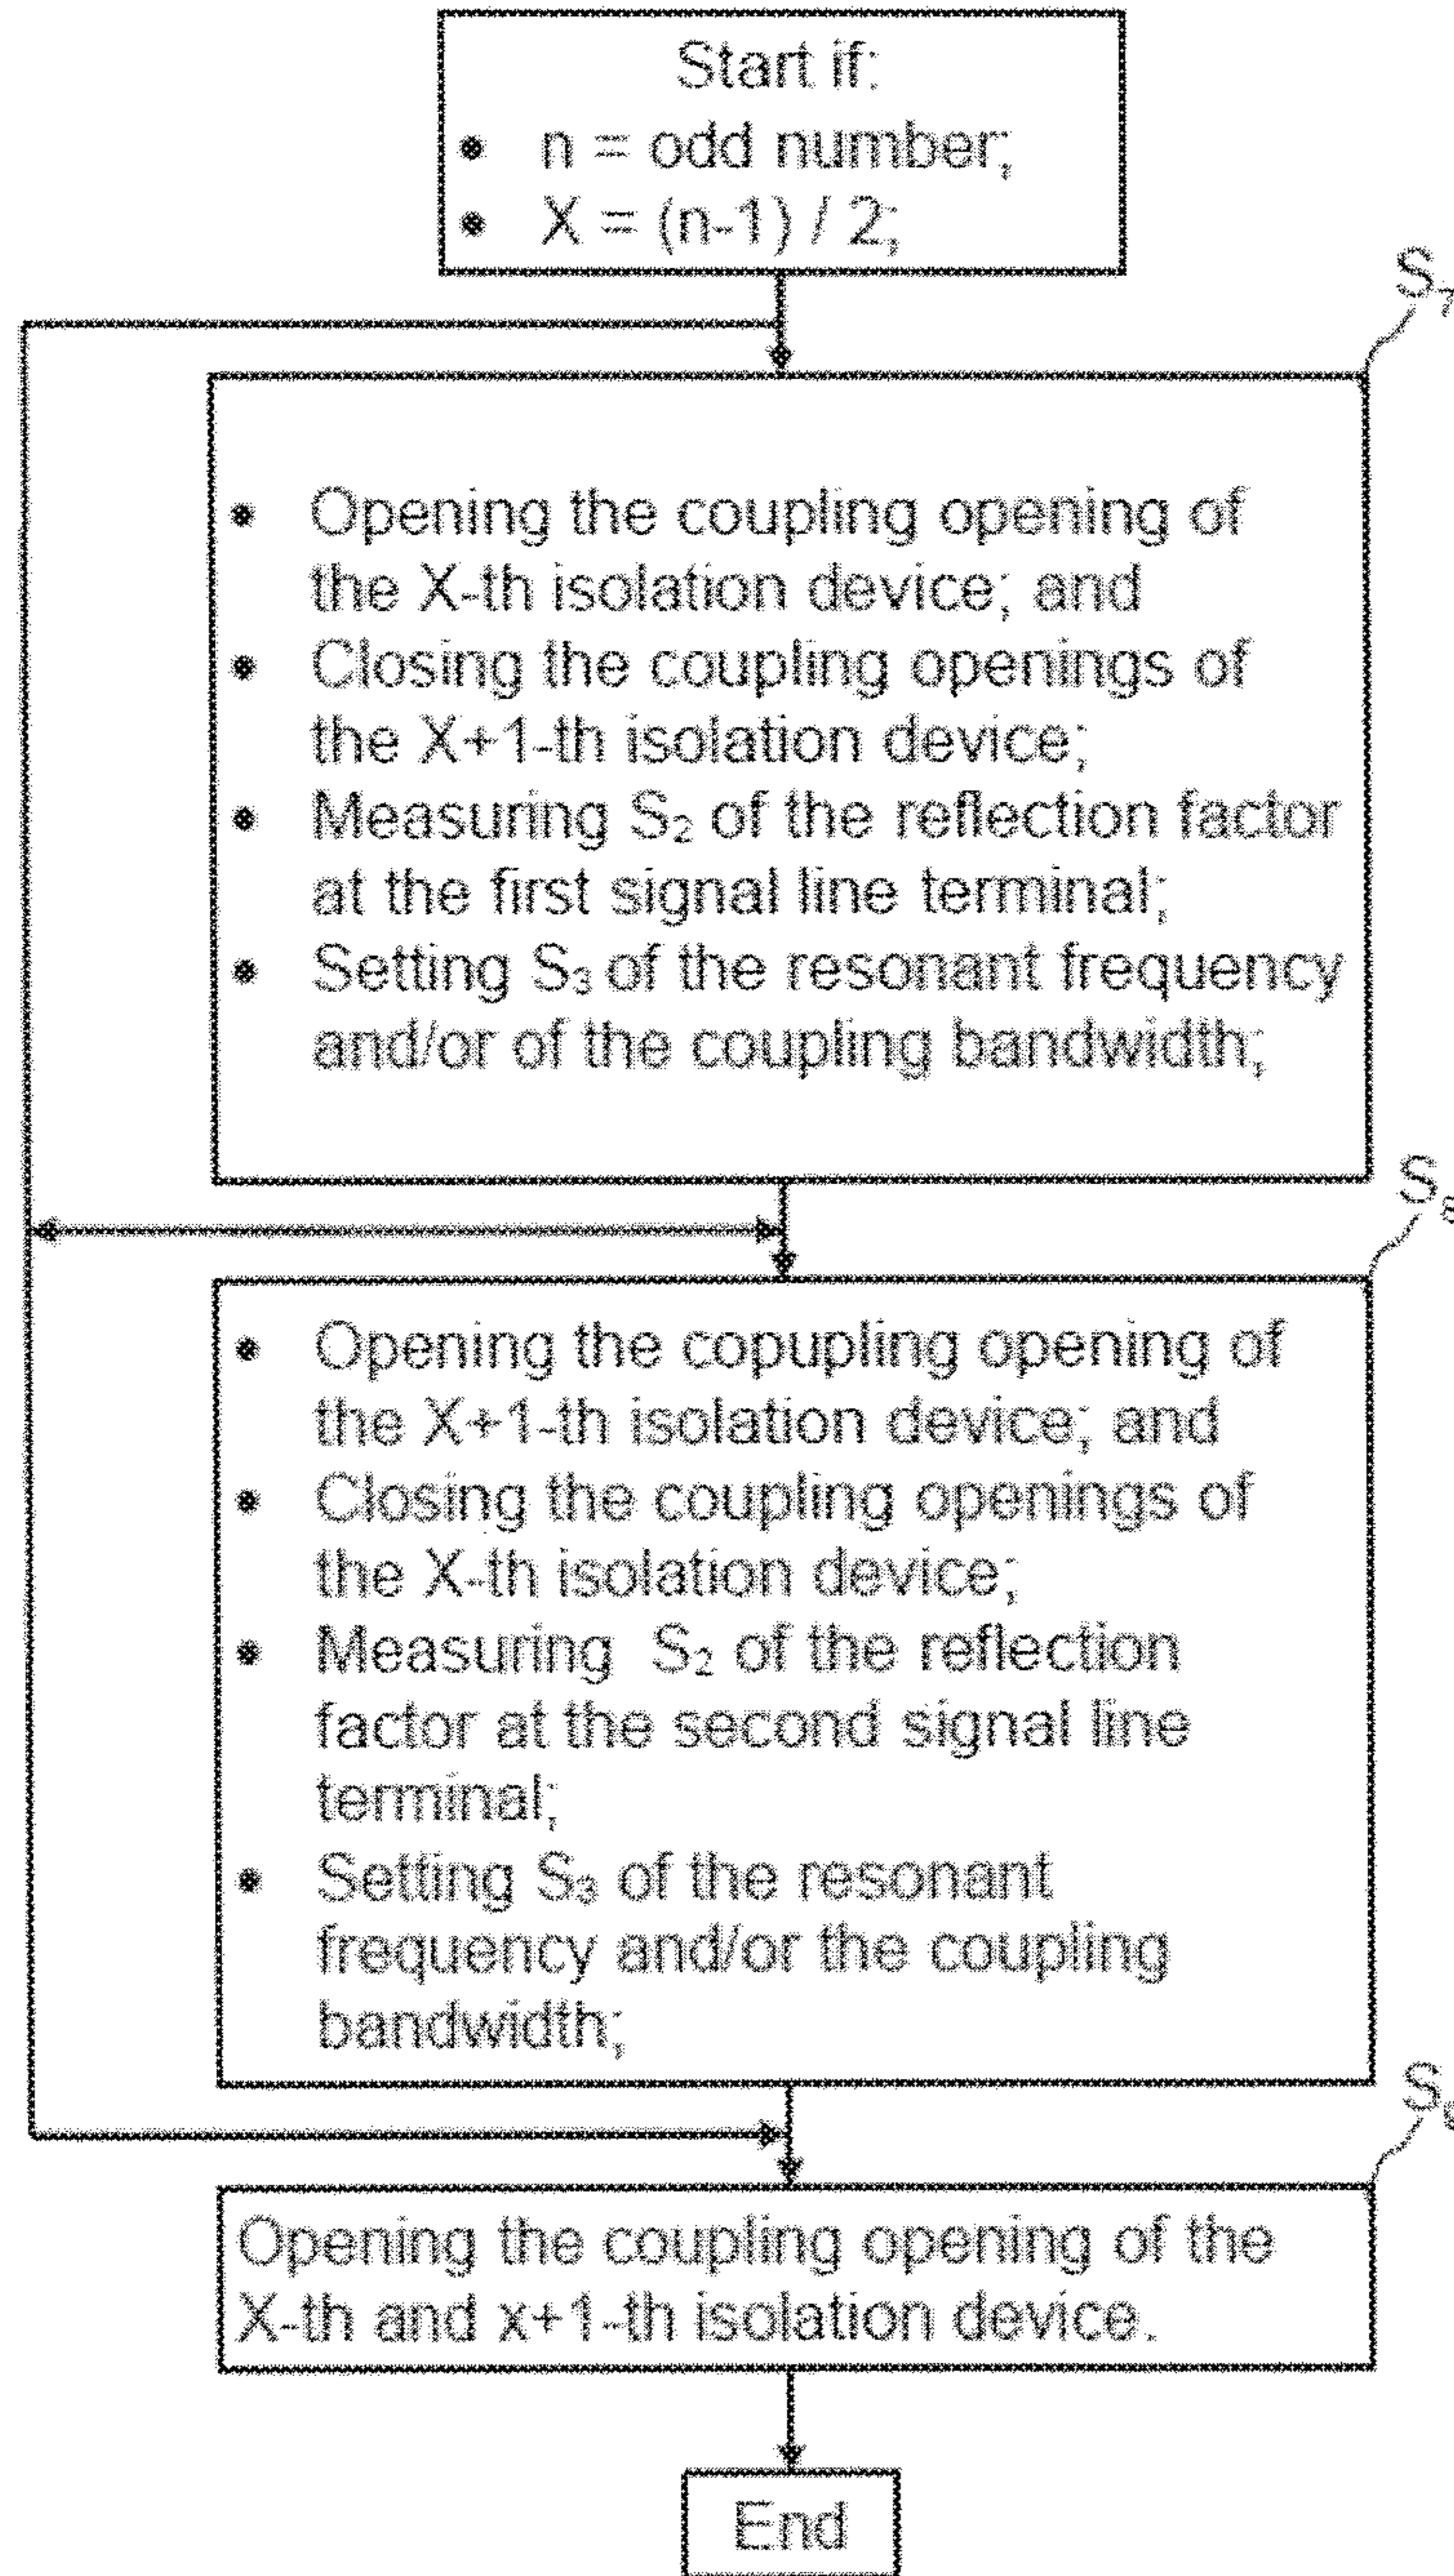 Start if:
• n = odd number;
• X = (n-1) / 2;
S7
• Opening the coupling opening of
the X-th isolation device; and
• Closing the coupling openings of
the X+1-th isolation device;
• Measuring S2 of the reflection factor
at the first signal line terminal;
• Setting S3 of the resonant frequency
and/or of the coupling bandwidth;
S8
• Opening the copupling opening of
the X+1-th isolation device; and
• Closing the coupling openings of
the X-th isolation device;
• Measuring S2 of the reflection
factor at the second signal line
terminal;
• Setting S3 of the resonant
frequency and/or the coupling
bandwidth;
S9
Opening the coupling opening of the
X-th and x+1-th isolation device.
End